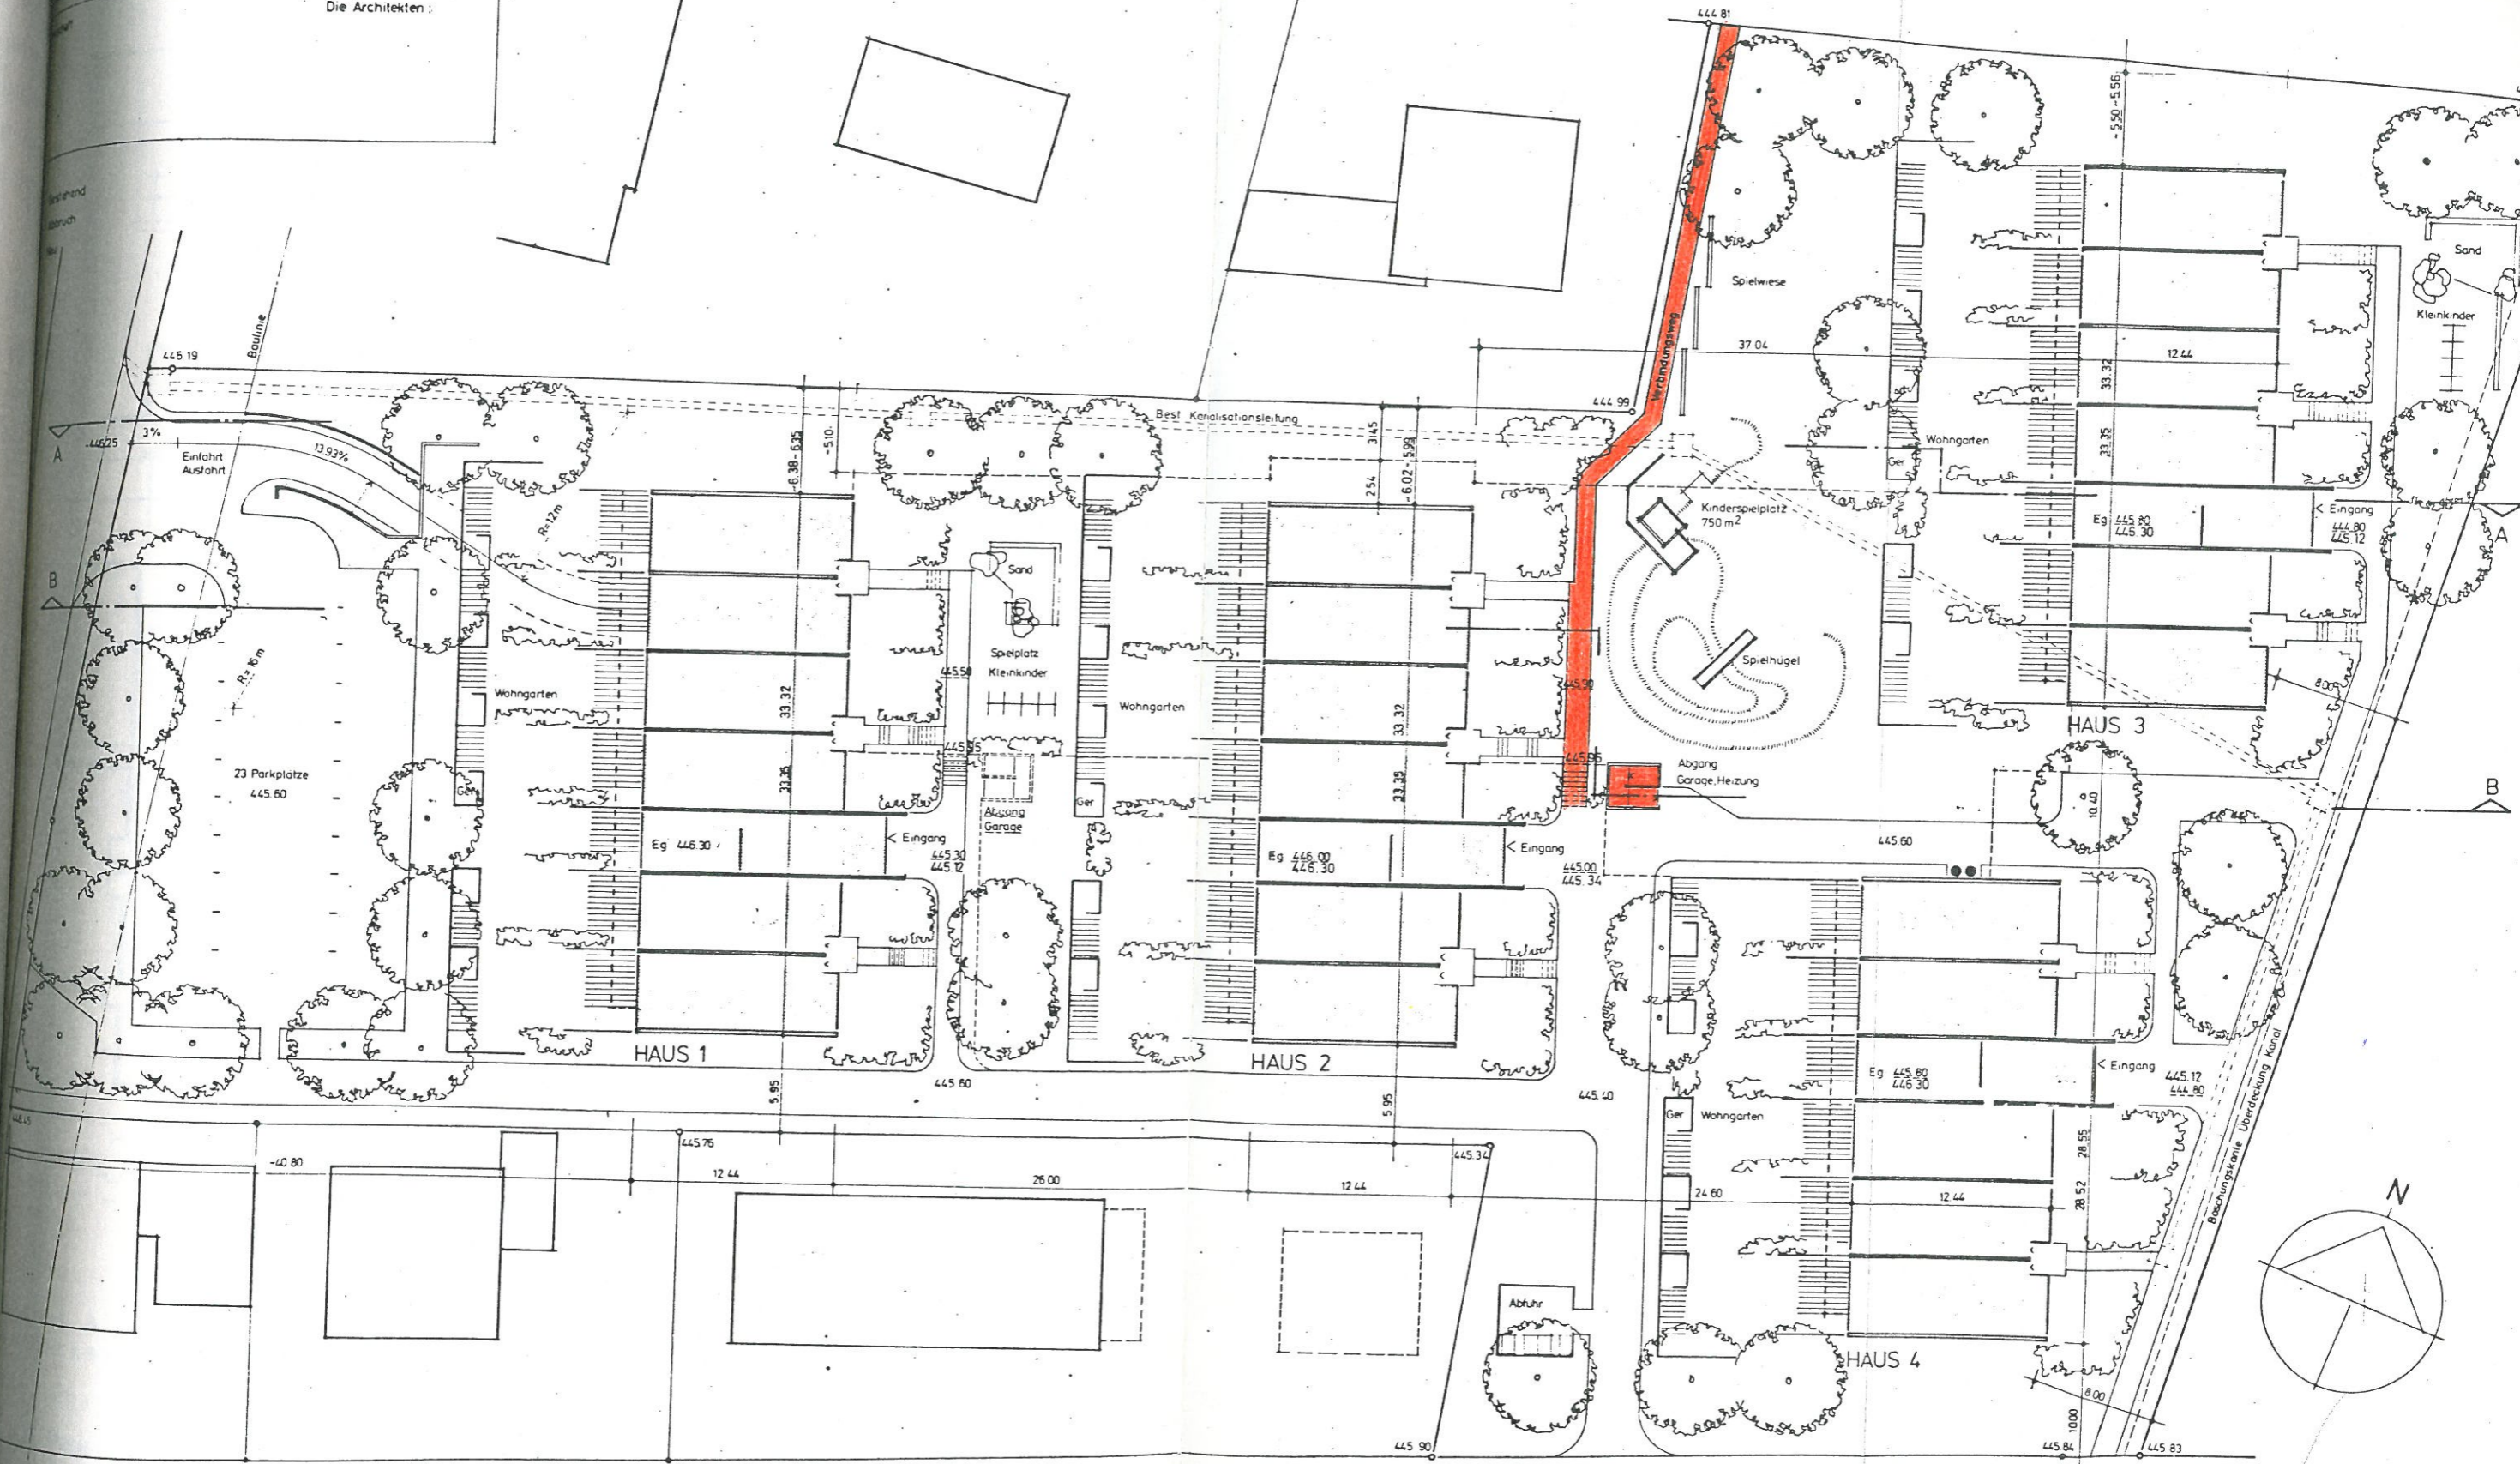 Die Architekten :
444.81
-5.50-5.56
Sand
Kleinkinder
Spielwiese
Verbindungsweg
37.04
12.44
33.32
33.35
Baulinie
446.19
446.25
3%
A
Einfahrt
Ausfahrt
13.93%
R=12m
-6.38-6.35
-5.10
Best Kanalisationsleitung
444.99
3.45
2.54
-6.02-5.99
Wohngarten
Ger
Kinderspielplatz
750 m²
Eg 445.80
445.30
< Eingang
444.80
445.12
A
B
R=16m
Sand
Spielplatz
Kleinkinder
445.50
Wohngarten
33.32
33.35
Wohngarten
33.32
33.35
445.90
Spielhügel
8.00
HAUS 3
23 Parkplätze
445.60
Ger
445.95
Abgang
Garage
Ger
445.95
Abgang
Garage, Heizung
10.40
B
Eg 446.30
< Eingang
445.30
445.12
Eg 446.00
446.30
< Eingang
445.00
445.34
445.60
HAUS 1
445.60
HAUS 2
445.40
5.95
5.95
Eg 445.80
446.30
< Eingang
445.12
444.80
Ger
Wohngarten
Böschungskante Überdeckung Kanal
-40.80
445.76
12.44
26.00
12.44
445.34
24.60
12.44
28.55
28.52
N
Abfuhr
HAUS 4
8.00
10.00
445.90
445.84
445.83